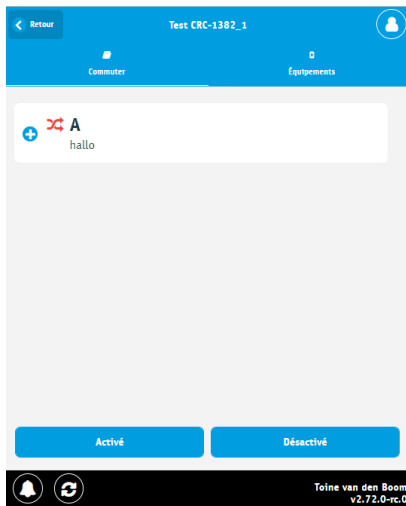 Retour
Test CRC-1382_1
Commuter
Équipements
A
hallo
Activé
Désactivé
Toine van den Boom
v2.72.0-rc.0